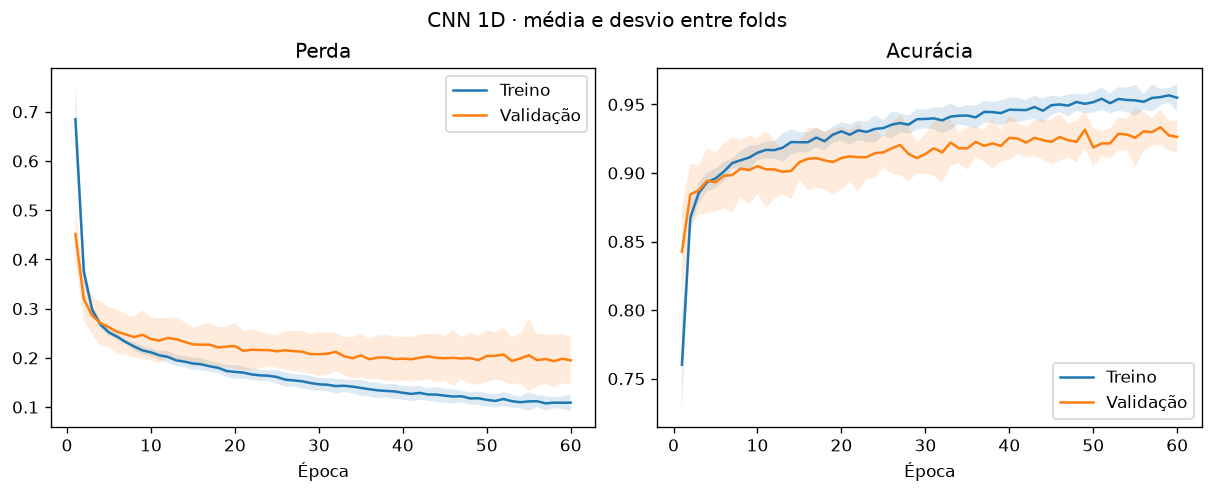 CNN 1D · média e desvio entre folds
Perda
Treino
Validação
0.7
0.6
0.5
0.4
0.3
0.2
0.1
0 10 20 30 40 50 60
Época
Acurácia
0.95
0.90
0.85
0.80
0.75
Treino
Validação
0 10 20 30 40 50 60
Época